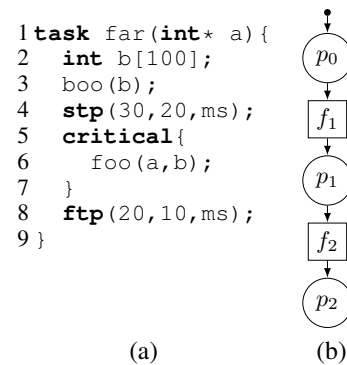 1 task far(int* a){
2 int b[100];
3 boo(b);
4 stp(30,20,ms);
5 critical{
6 foo(a,b);
7 }
8 ftp(20,10,ms);
9 }
(a)
p0
f1
p1
f2
p2
(b)